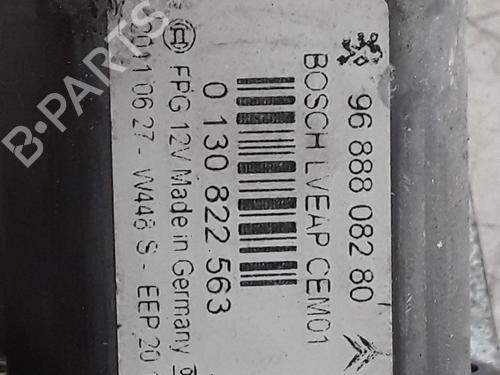 96 888 082 80
BOSCH LVEAP CEM01
0 130 822 563
FPG 12V Made in Germany
2011 06 27 - W448 S - EEP 20